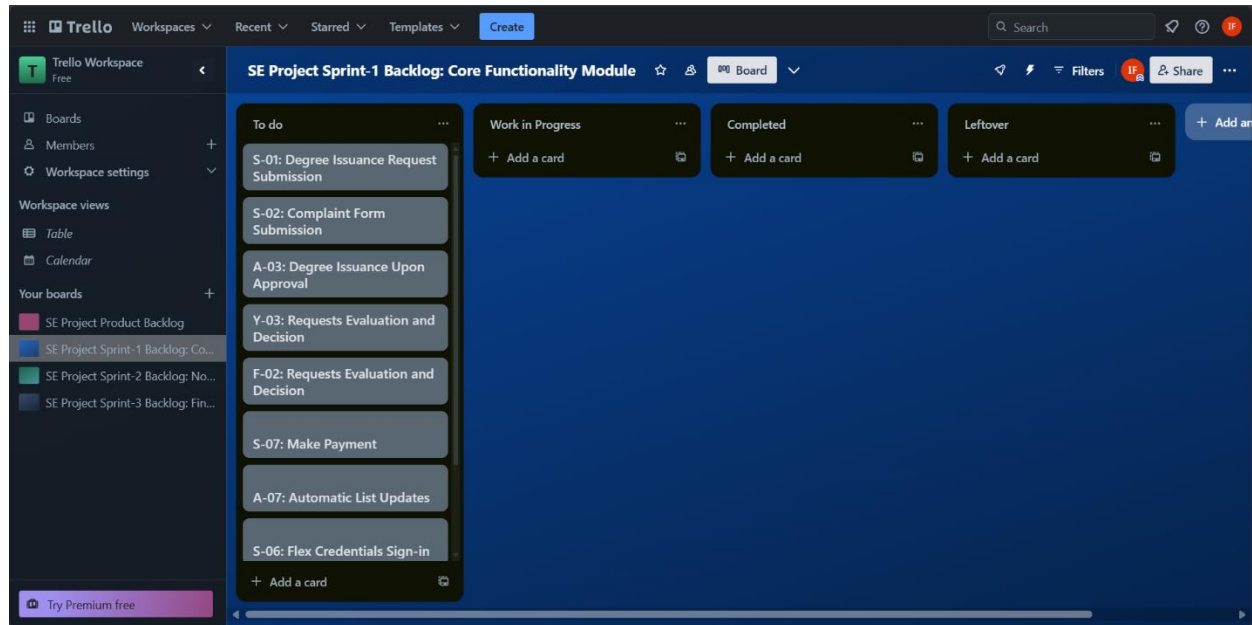 Trello
Workspaces
Recent
Starred
Templates
Create
Search
IF
T
Trello Workspace
Free
SE Project Sprint-1 Backlog: Core Functionality Module
Board
Filters
IF
Share
Boards
Members
Workspace settings
Workspace views
Table
Calendar
Your boards
SE Project Product Backlog
SE Project Sprint-1 Backlog: Co...
SE Project Sprint-2 Backlog: No...
SE Project Sprint-3 Backlog: Fin...
Try Premium free
To do
S-01: Degree Issuance Request
Submission
S-02: Complaint Form
Submission
A-03: Degree Issuance Upon
Approval
Y-03: Requests Evaluation and
Decision
F-02: Requests Evaluation and
Decision
S-07: Make Payment
A-07: Automatic List Updates
S-06: Flex Credentials Sign-in
+ Add a card
Work in Progress
+ Add a card
Completed
+ Add a card
Leftover
+ Add a card
+ Add an